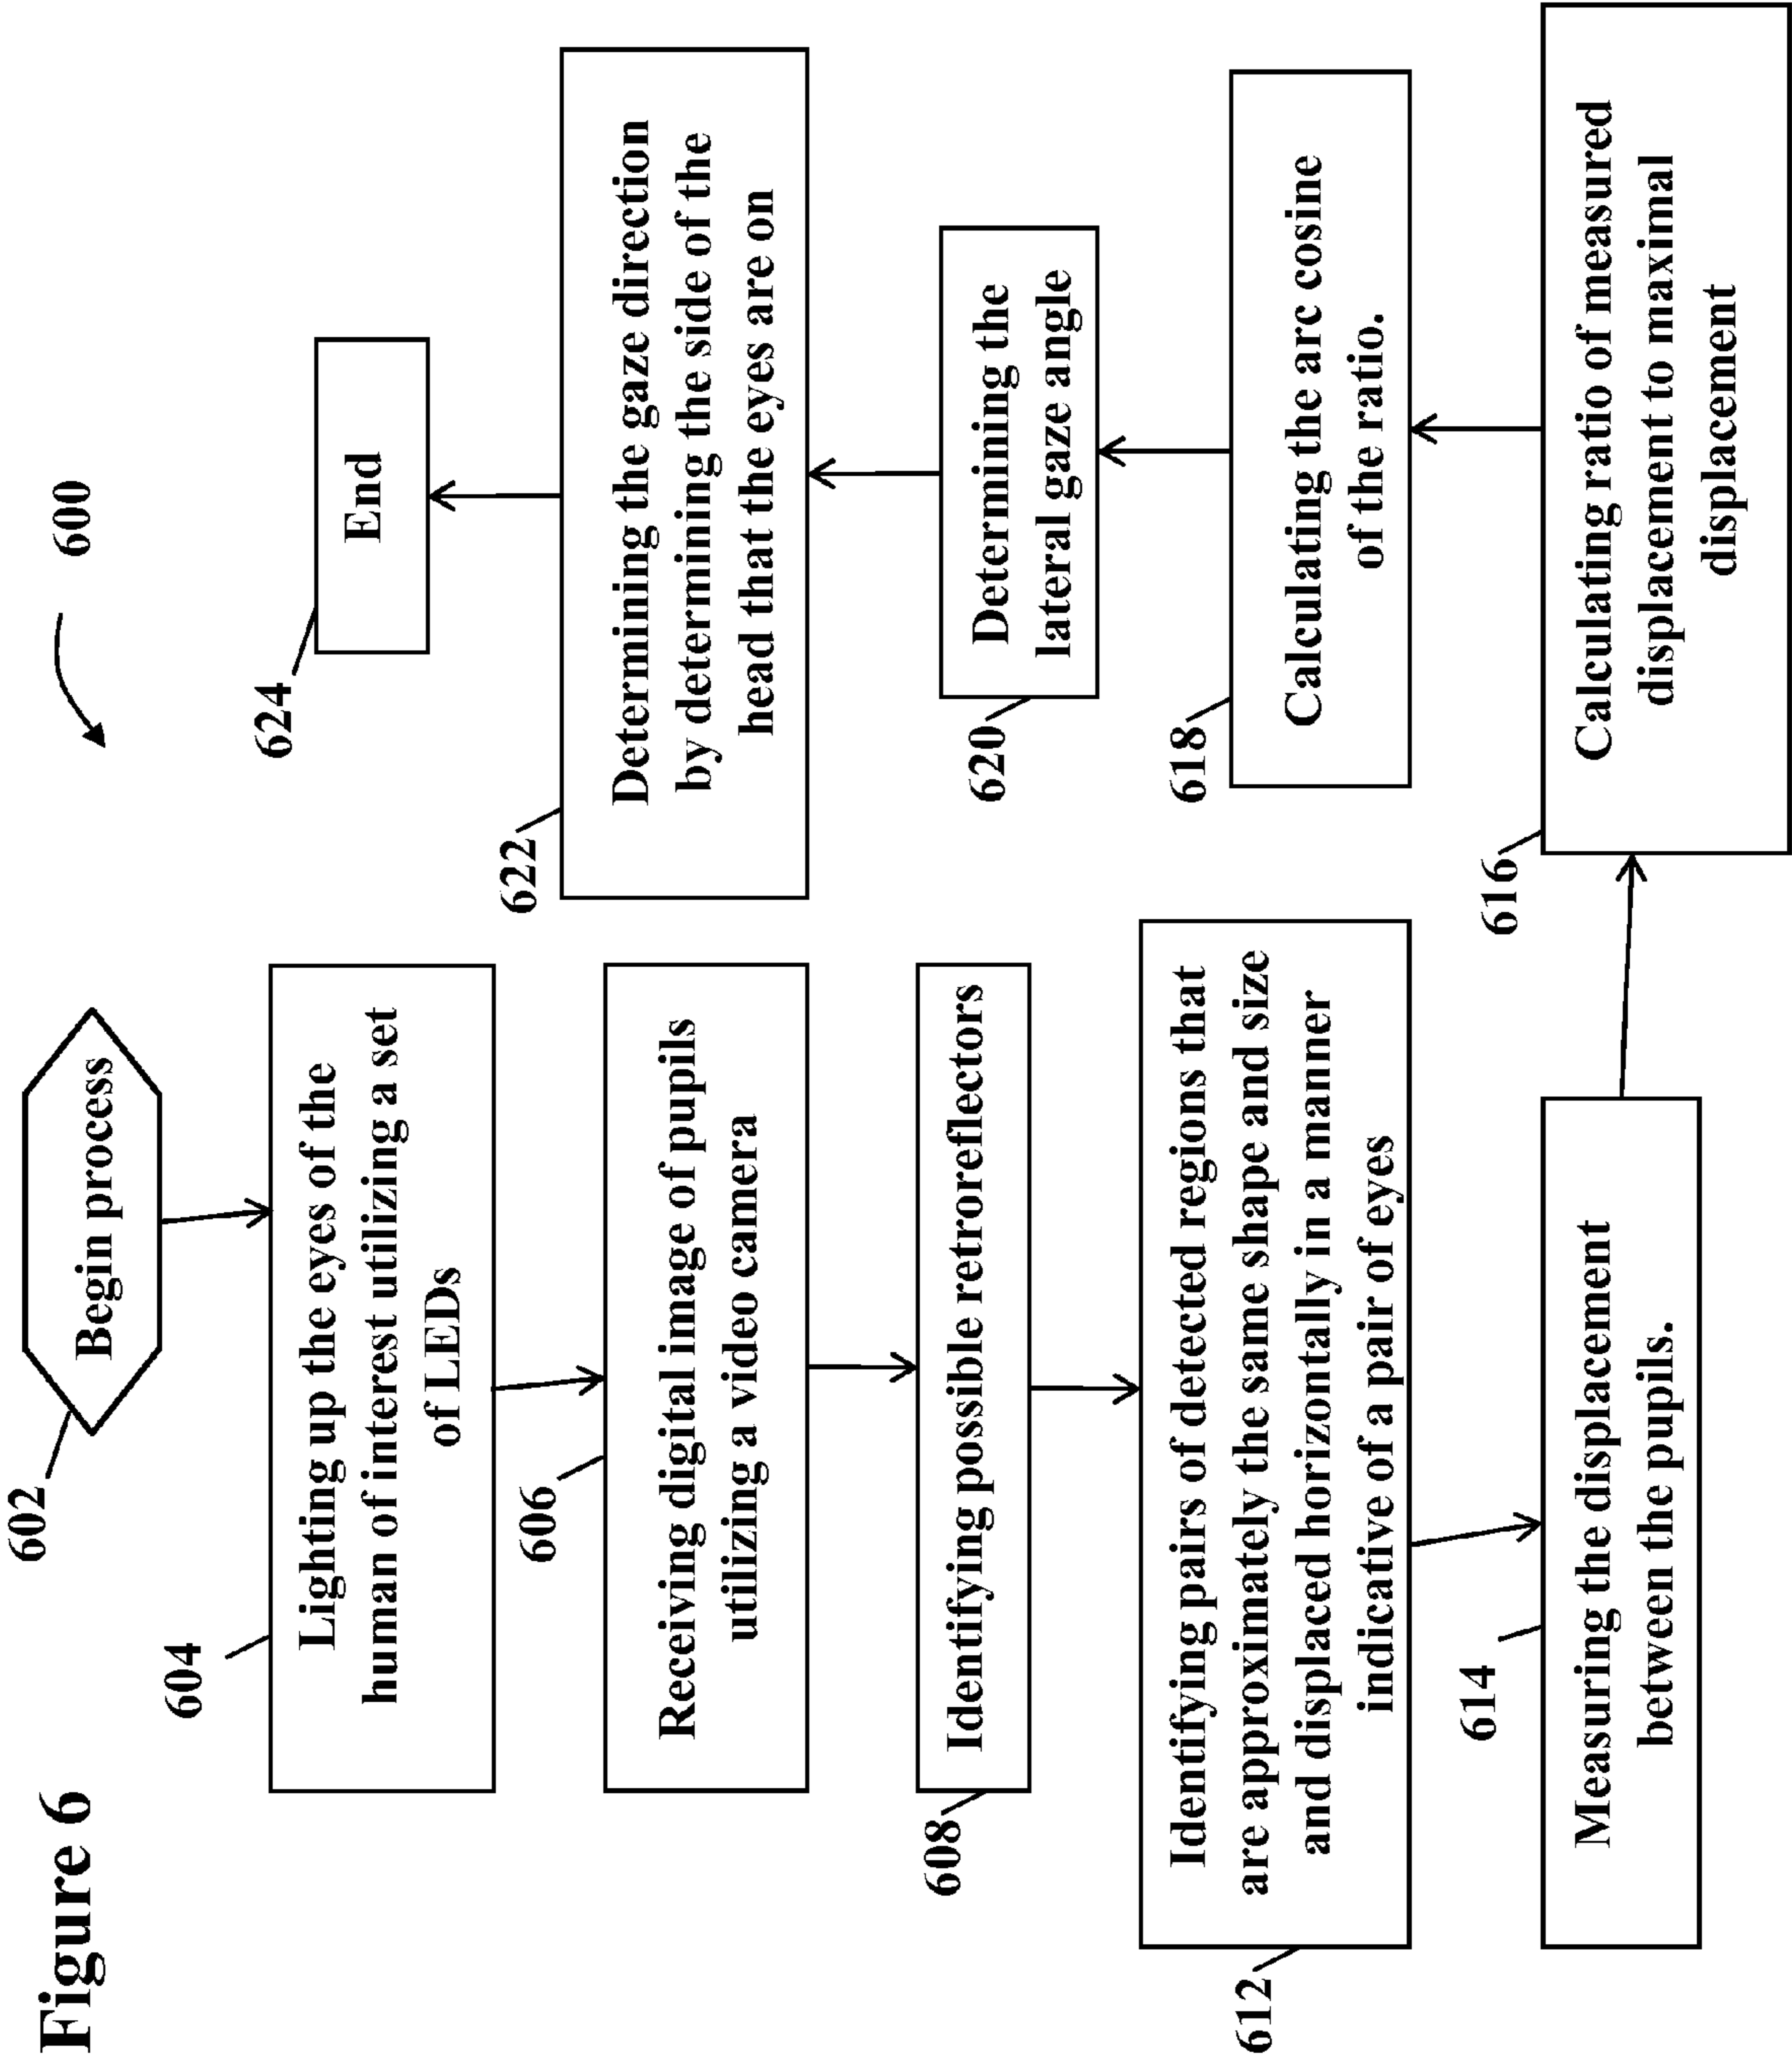 Figure 6
600
602
Begin process
604
Lighting up the eyes of the
human of interest utilizing a set
of LEDs
606
Receiving digital image of pupils
utilizing a video camera
608
Identifying possible retroreflectors
612
Identifying pairs of detected regions that
are approximately the same shape and size
and displaced horizontally in a manner
indicative of a pair of eyes
614
Measuring the displacement
between the pupils.
616
Calculating ratio of measured
displacement to maximal
displacement
618
Calculating the arc cosine
of the ratio.
620
Determining the
lateral gaze angle
622
Determining the gaze direction
by determining the side of the
head that the eyes are on
624
End